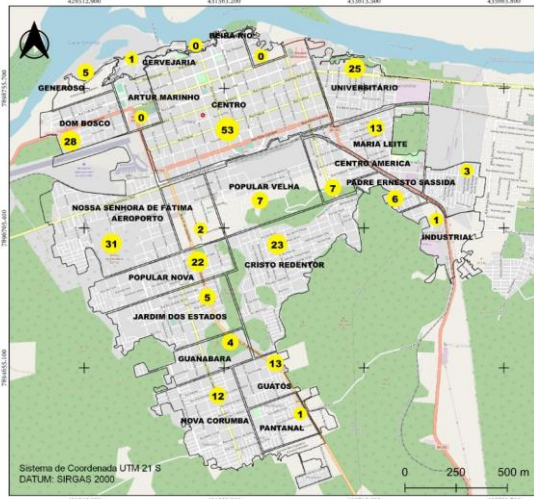 BEIRA RIO
0
0
1
CERVEJARIA
5
GENEROSO
25
UNIVERSITÁRIO
ARTUR MARINHO
CENTRO
0
DOM BOSCO
28
53
13
MARIA LEITE
CENTRO AMERICA
3
PADRE ERNESTO SASSIDA
POPULAR VELHA
7
7
6
NOSSA SENHORA DE FÁTIMA
AEROPORTO
2
1
INDUSTRIAL
31
23
CRISTO REDENTOR
22
POPULAR NOVA
5
JARDIM DOS ESTADOS
4
GUANABARA
13
GUATÓS
12
1
NOVA CORUMBÁ
PANTANAL
Sistema de Coordenada UTM 21 S
DATUM: SIRGAS 2000
0 250 500 m